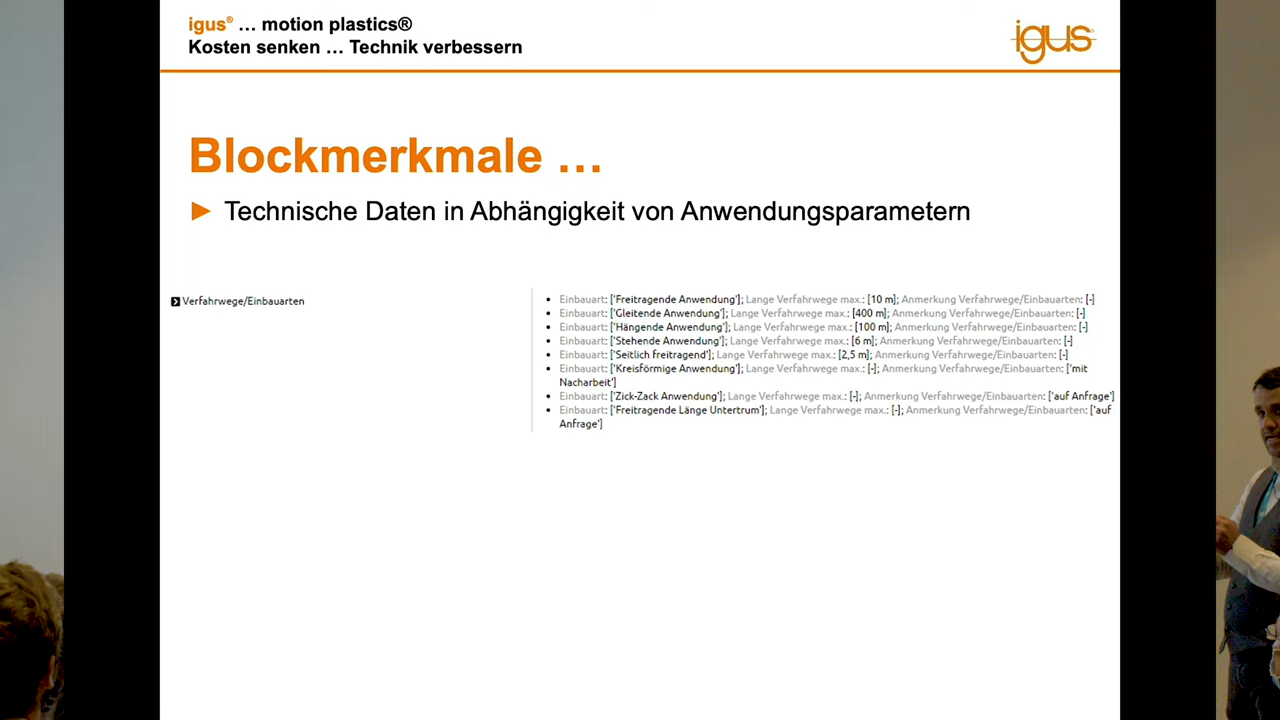 igus® ... motion plastics®
Kosten senken ... Technik verbessern
igus®
Blockmerkmale ...
► Technische Daten in Abhängigkeit von Anwendungsparametern
Verfahrwege/Einbauarten
• Einbauart: ['Freitragende Anwendung']; Lange Verfahrwege max.: [10 m]; Anmerkung Verfahrwege/Einbauarten: [-]
• Einbauart: ['Gleitende Anwendung']; Lange Verfahrwege max.: [400 m]; Anmerkung Verfahrwege/Einbauarten: [-]
• Einbauart: ['Hängende Anwendung']; Lange Verfahrwege max.: [100 m]; Anmerkung Verfahrwege/Einbauarten: [-]
• Einbauart: ['Stehende Anwendung']; Lange Verfahrwege max.: [6 m]; Anmerkung Verfahrwege/Einbauarten: [-]
• Einbauart: ['Seitlich freitragend']; Lange Verfahrwege max.: [2,5 m]; Anmerkung Verfahrwege/Einbauarten: [-]
• Einbauart: ['Kreisförmige Anwendung']; Lange Verfahrwege max.: [-]; Anmerkung Verfahrwege/Einbauarten: ['mit
Nacharbeit']
• Einbauart: ['Zick-Zack Anwendung']; Lange Verfahrwege max.: [-]; Anmerkung Verfahrwege/Einbauarten: ['auf Anfrage']
• Einbauart: ['Freitragende Länge Untertrum']; Lange Verfahrwege max.: [-]; Anmerkung Verfahrwege/Einbauarten: ['auf
Anfrage']